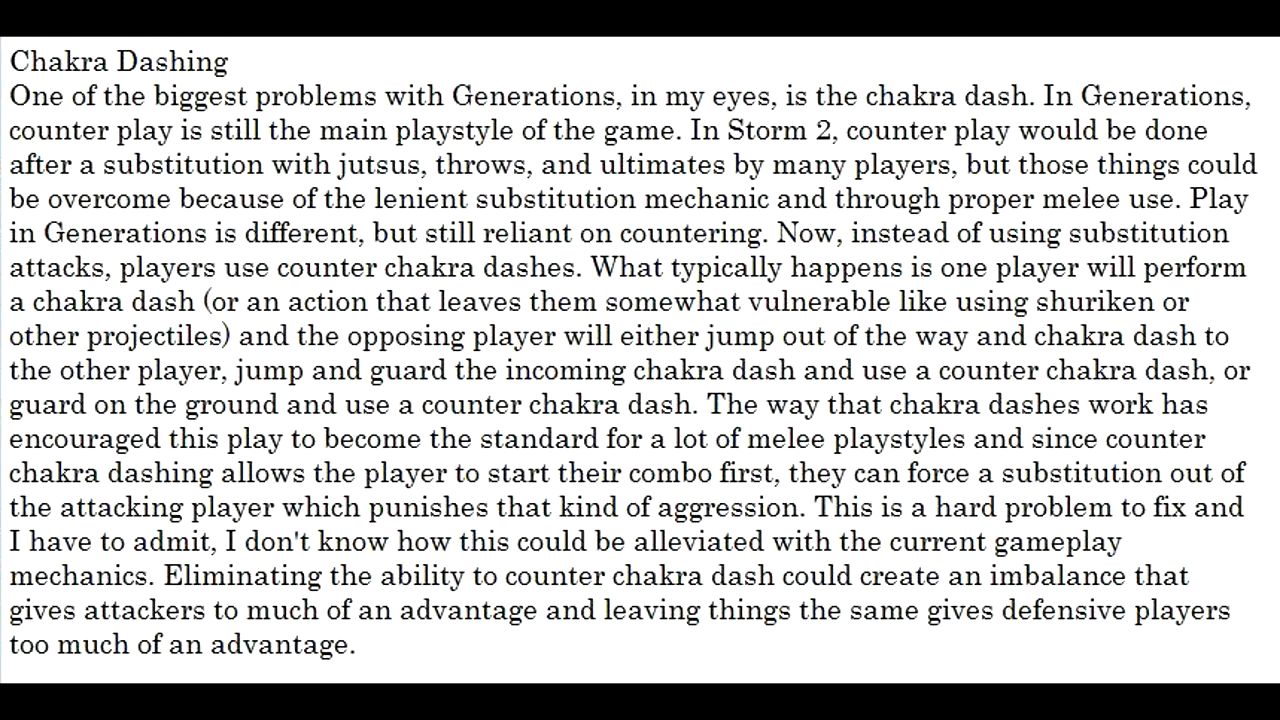 Chakra Dashing
One of the biggest problems with Generations, in my eyes, is the chakra dash. In Generations,
counter play is still the main playstyle of the game. In Storm 2, counter play would be done
after a substitution with jutsus, throws, and ultimates by many players, but those things could
be overcome because of the lenient substitution mechanic and through proper melee use. Play
in Generations is different, but still reliant on countering. Now, instead of using substitution
attacks, players use counter chakra dashes. What typically happens is one player will perform
a chakra dash (or an action that leaves them somewhat vulnerable like using shuriken or
other projectiles) and the opposing player will either jump out of the way and chakra dash to
the other player, jump and guard the incoming chakra dash and use a counter chakra dash, or
guard on the ground and use a counter chakra dash. The way that chakra dashes work has
encouraged this play to become the standard for a lot of melee playstyles and since counter
chakra dashing allows the player to start their combo first, they can force a substitution out of
the attacking player which punishes that kind of aggression. This is a hard problem to fix and
I have to admit, I don't know how this could be alleviated with the current gameplay
mechanics. Eliminating the ability to counter chakra dash could create an imbalance that
gives attackers to much of an advantage and leaving things the same gives defensive players
too much of an advantage.